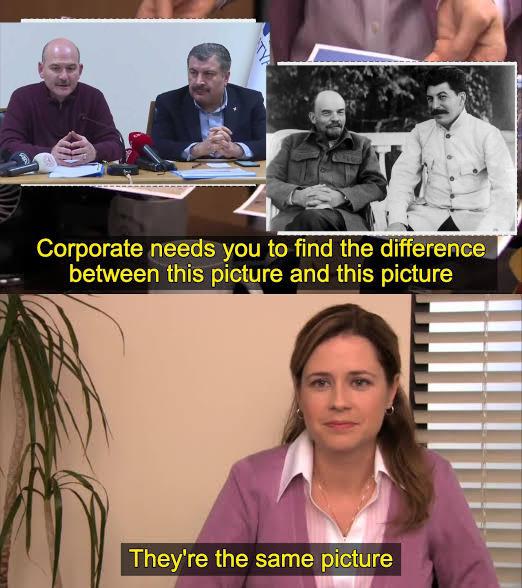 Corporate needs you to find the difference
between this picture and this picture
They're the same picture